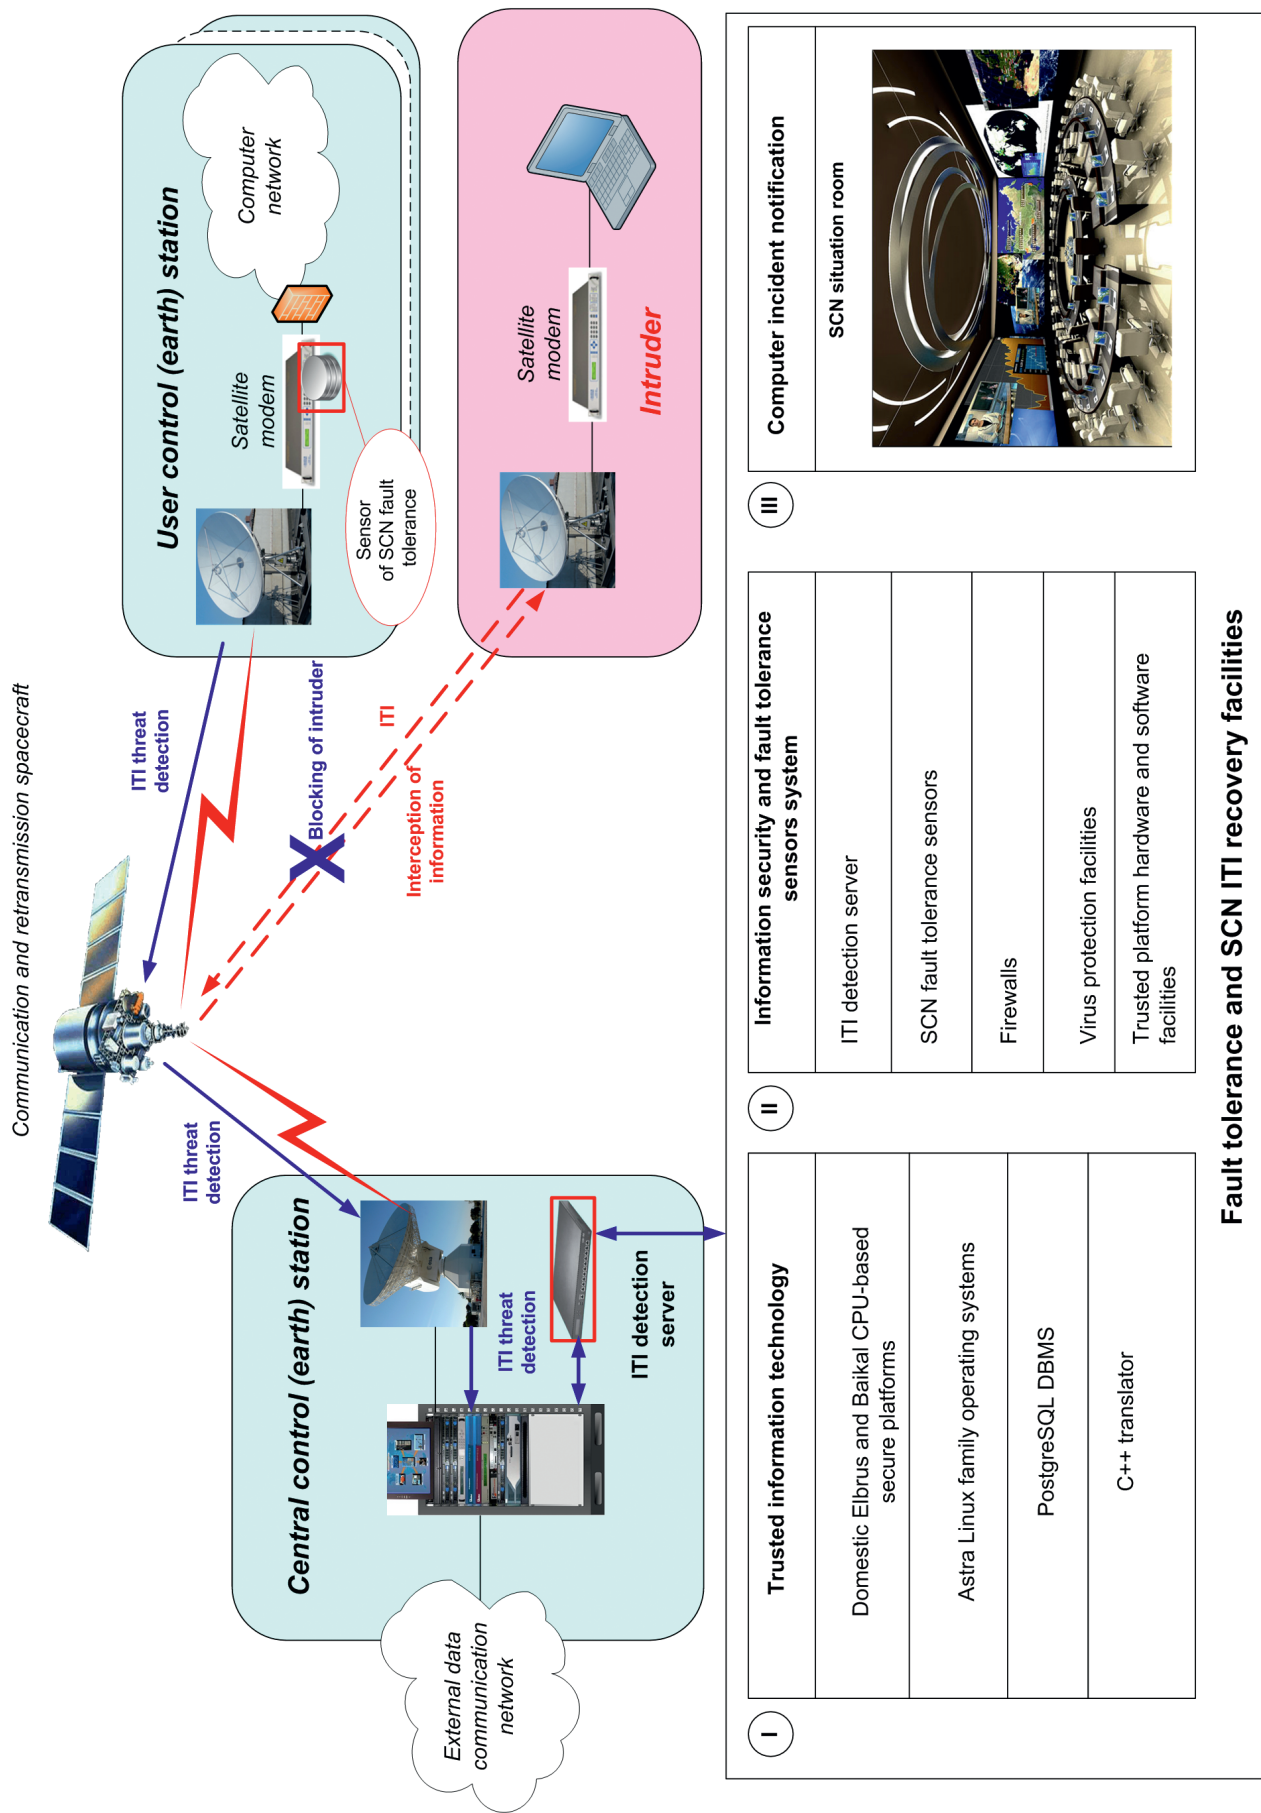 Communication and retransmission spacecraft
Central control (earth) station
External data
communication
network
ITI threat
detection
ITI threat
detection
ITI detection
server
ITI threat
detection
Blocking of intruder
ITI
Interception of
information
User control (earth) station
Computer
network
Satellite
modem
Sensor
of SCN fault
tolerance
Satellite
modem
Intruder
I
Trusted information technology
Domestic Elbrus and Baikal CPU-based
secure platforms
Astra Linux family operating systems
PostgreSQL DBMS
C++ translator
II
Information security and fault tolerance
sensors system
ITI detection server
SCN fault tolerance sensors
Firewalls
Virus protection facilities
Trusted platform hardware and software
facilities
III
Computer incident notification
SCN situation room
Fault tolerance and SCN ITI recovery facilities